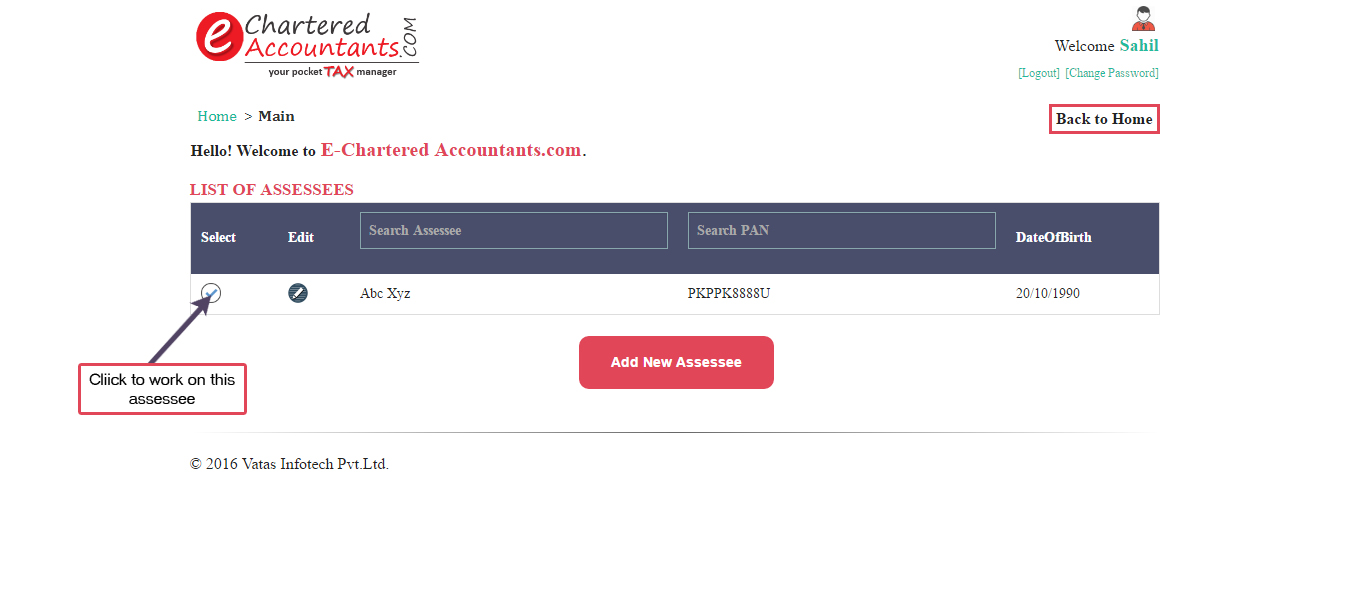 e Chartered
Accountants.COM
your pocket TAX manager
Welcome Sahil
[Logout] [Change Password]
Home > Main
Back to Home
Hello! Welcome to E-Chartered Accountants.com.
LIST OF ASSESSEES
Select Edit Search Assessee Search PAN DateOfBirth
Abc Xyz PKPPK8888U 20/10/1990
Add New Assessee
Cliick to work on this
assessee
© 2016 Vatas Infotech Pvt.Ltd.